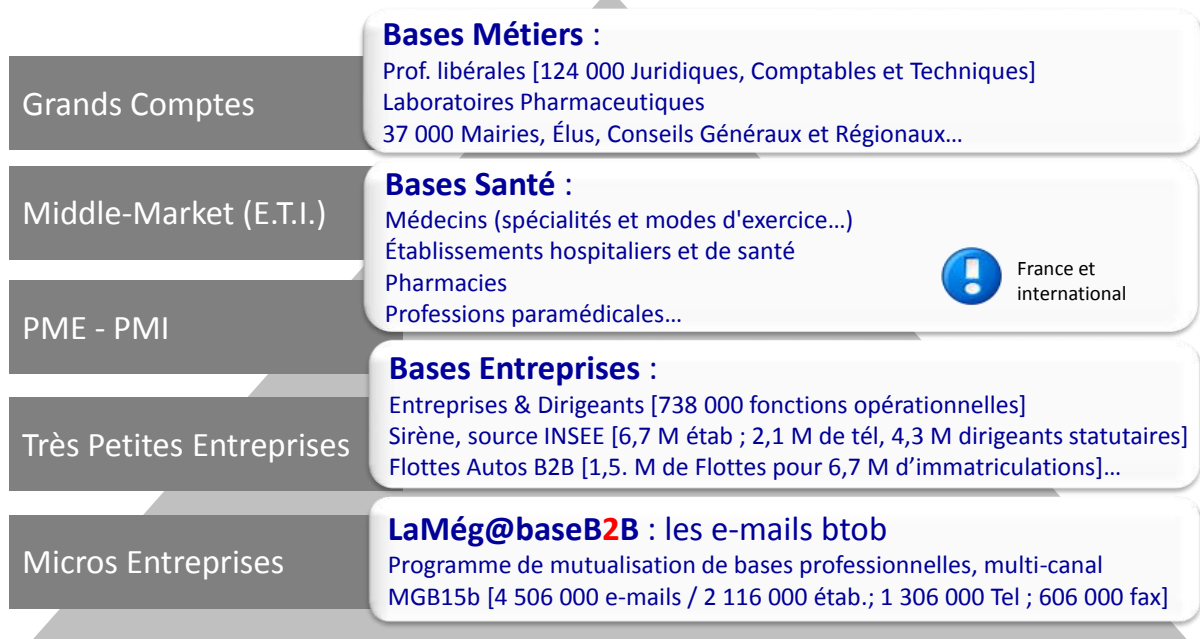 Grands Comptes
Middle-Market (E.T.I.)
PME - PMI
Très Petites Entreprises
Micros Entreprises
Bases Métiers :
Prof. libérales [124 000 Juridiques, Comptables et Techniques]
Laboratoires Pharmaceutiques
37 000 Mairies, Élus, Conseils Généraux et Régionaux…
Bases Santé :
Médecins (spécialités et modes d'exercice…)
Établissements hospitaliers et de santé
Pharmacies
Professions paramédicales…
France et
international
Bases Entreprises :
Entreprises & Dirigeants [738 000 fonctions opérationnelles]
Sirène, source INSEE [6,7 M étab ; 2,1 M de tél, 4,3 M dirigeants statutaires]
Flottes Autos B2B [1,5. M de Flottes pour 6,7 M d’immatriculations]…
LaMég@baseB2B : les e-mails btob
Programme de mutualisation de bases professionnelles, multi-canal
MGB15b [4 506 000 e-mails / 2 116 000 étab.; 1 306 000 Tel ; 606 000 fax]